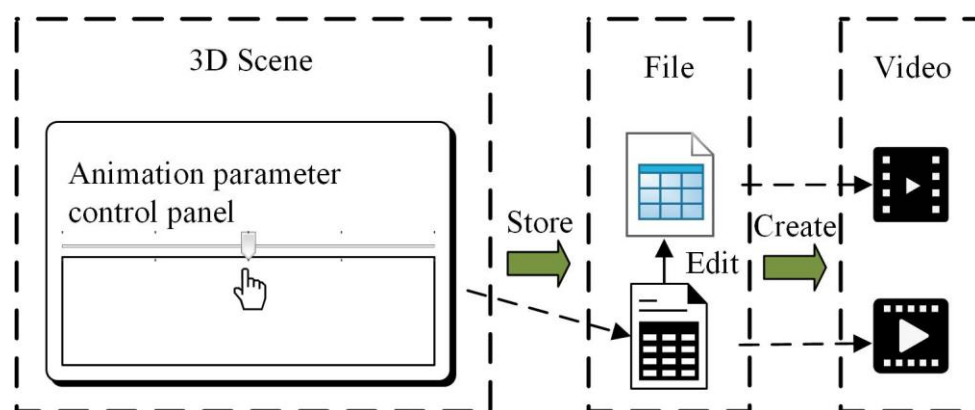 3D Scene
Animation parameter
control panel
Store
File
Edit
Create
Video